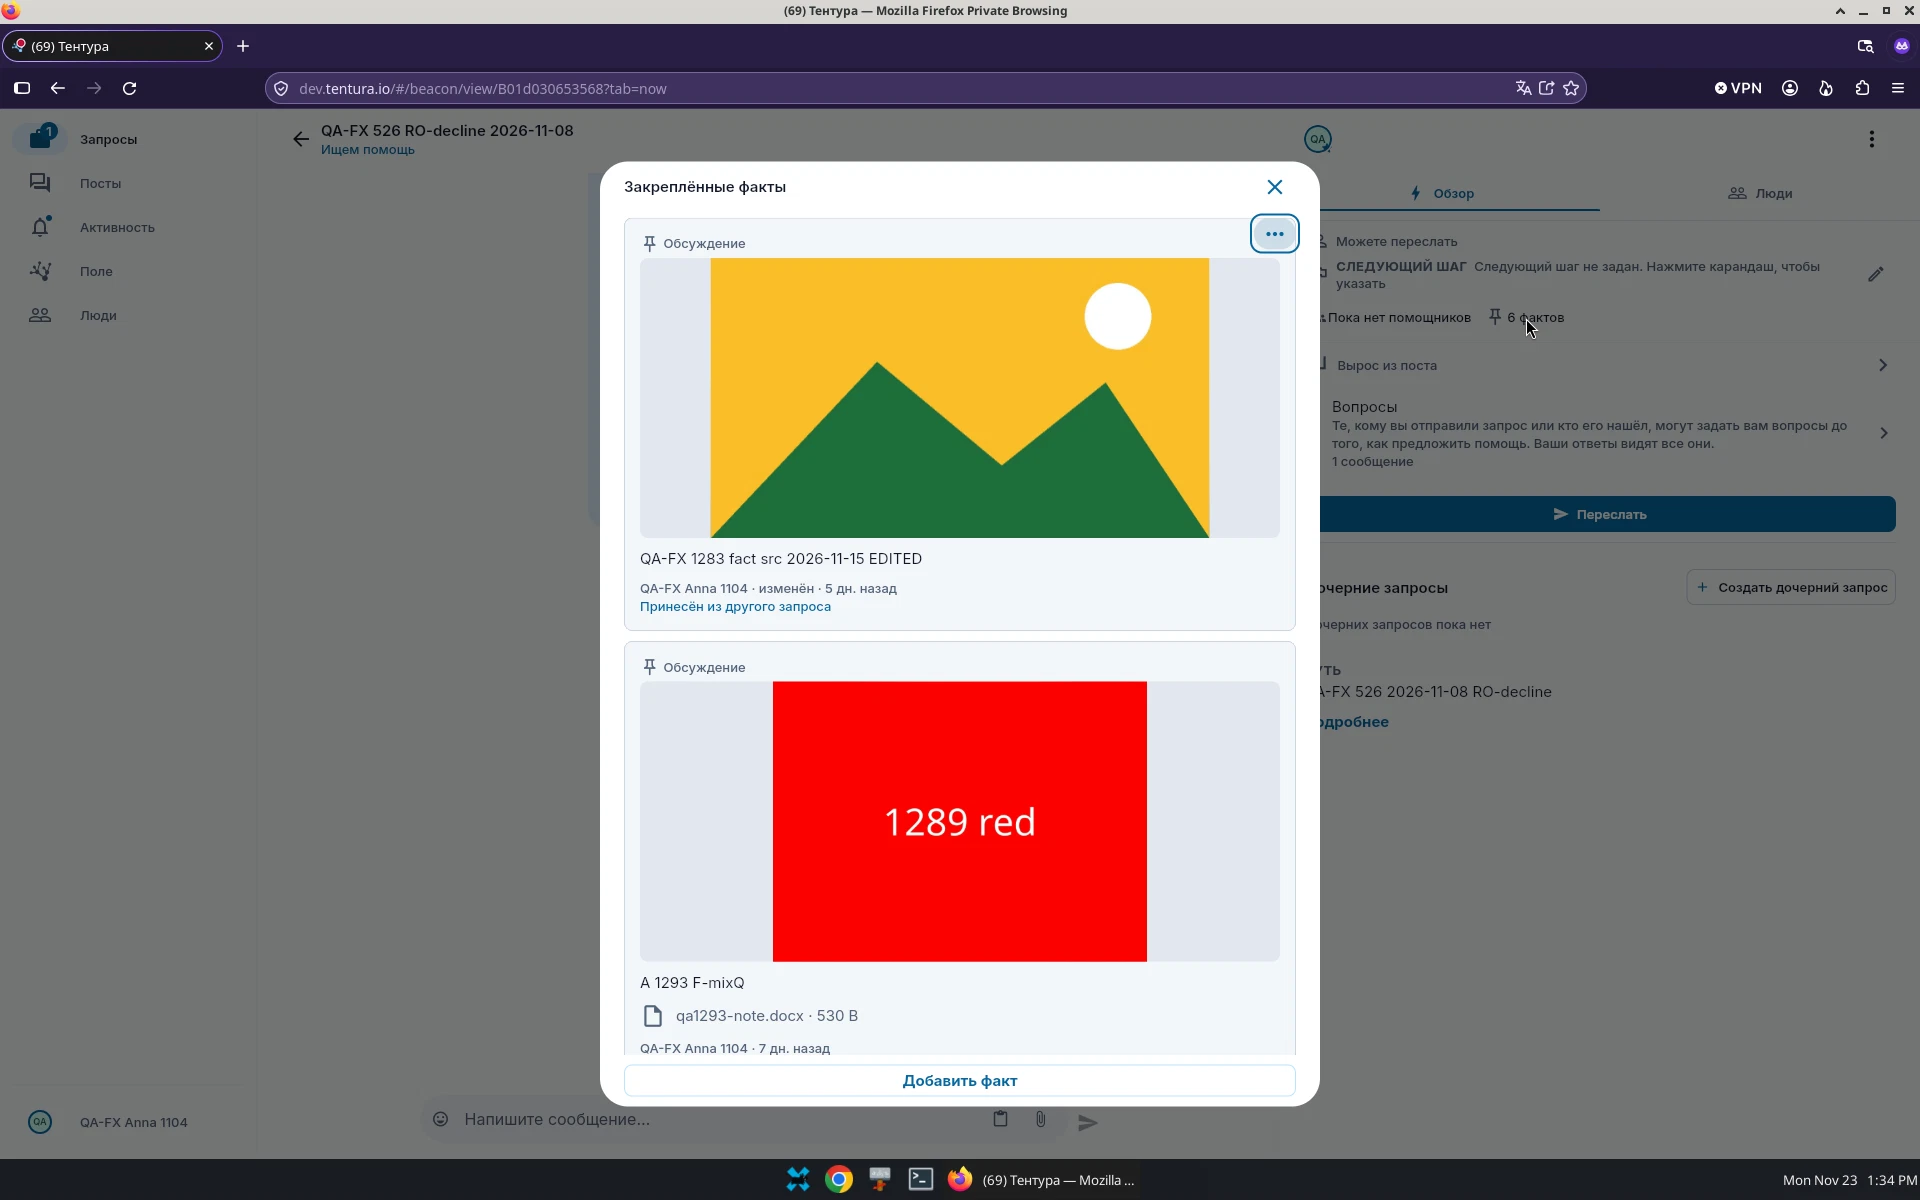 (69) Тентура — Mozilla Firefox Private Browsing
(69) Тентура
dev.tentura.io/#/beacon/view/B01d030653568?tab=now
VPN
1
Запросы
Посты
Активность
Поле
Люди
QA-FX 526 RO-decline 2026-11-08
Ищем помощь
QA
Обзор
Люди
Можете переслать
СЛЕДУЮЩИЙ ШАГ Следующий шаг не задан. Нажмите карандаш, чтобы
указать
Пока нет помощников
6 фактов
Вырос из поста
Вопросы
Те, кому вы отправили запрос или кто его нашёл, могут задать вам вопросы до
того, как предложить помощь. Ваши ответы видят все они.
1 сообщение
Переслать
очерние запросы
Создать дочерний запрос
очерних запросов пока нет
УТЬ
A-FX 526 2026-11-08 RO-decline
одробнее
Закреплённые факты
Обсуждение
QA-FX 1283 fact src 2026-11-15 EDITED
QA-FX Anna 1104 · изменён · 5 дн. назад
Принесён из другого запроса
Обсуждение
1289 red
A 1293 F-mixQ
qa1293-note.docx · 530 B
QA-FX Anna 1104 · 7 дн. назад
Добавить факт
QA
QA-FX Anna 1104
Напишите сообщение...
(69) Тентура — Mozilla ...
Mon Nov 23 1:34 PM